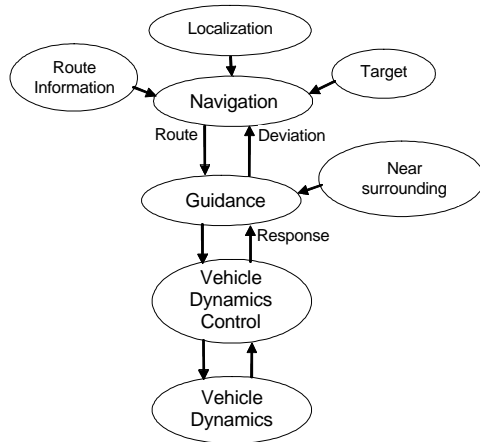 Localization
Route
Information
Target
Navigation
Route
Deviation
Near
surrounding
Guidance
Response
Vehicle
Dynamics
Control
Vehicle
Dynamics